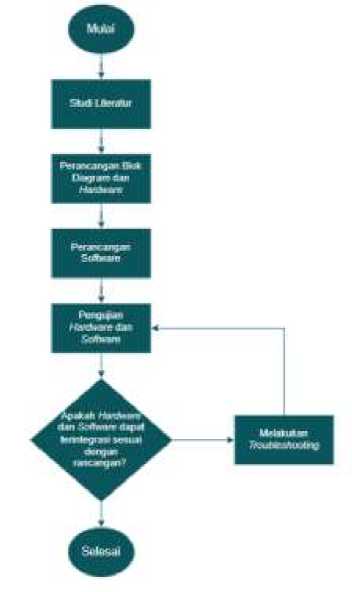 Mulai
Studi Literatur
Perancangan Blok
Diagram dan
Hardware
Perancangan
Software
Pengujian
Hardware dan
Software
Apakah Hardware
dan Software dapat
terintegrasi sesuai
dengan
rancangan?
Melakukan
Troubleshooting
Selesai